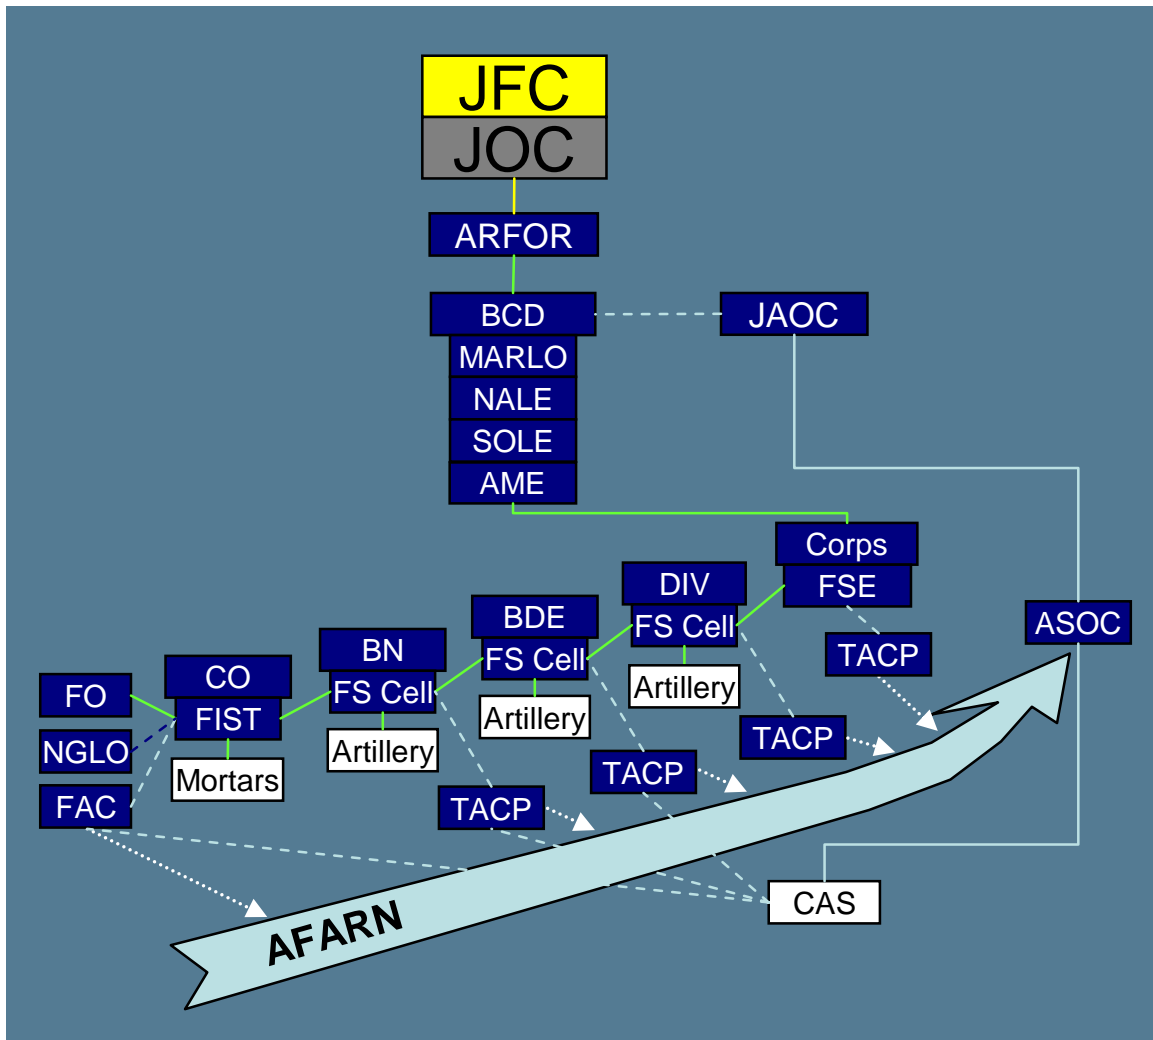 JFC
JOC
ARFOR
BCD
JAOC
MARLO
NALE
SOLE
AME
Corps
FSE
DIV
FS Cell
Artillery
BDE
FS Cell
Artillery
BN
FS Cell
Artillery
CO
FIST
Mortars
FO
NGLO
FAC
TACP
TACP
TACP
TACP
ASOC
CAS
AFARN